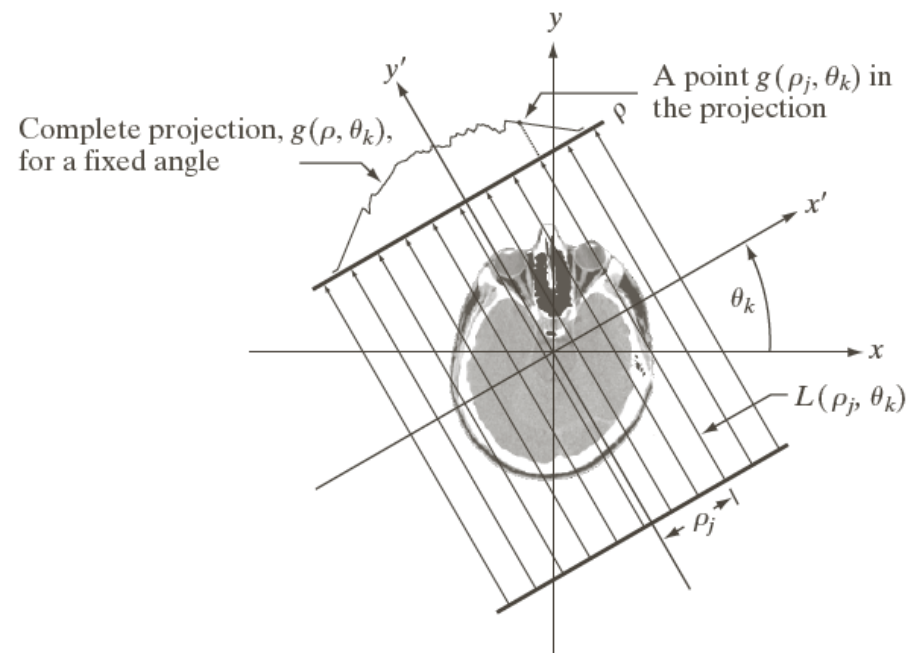 y
y′
A point g(ρⱼ, θₖ) in
the projection
ρ
Complete projection, g(ρ, θₖ),
for a fixed angle
x′
θₖ
x
L(ρⱼ, θₖ)
ρⱼ